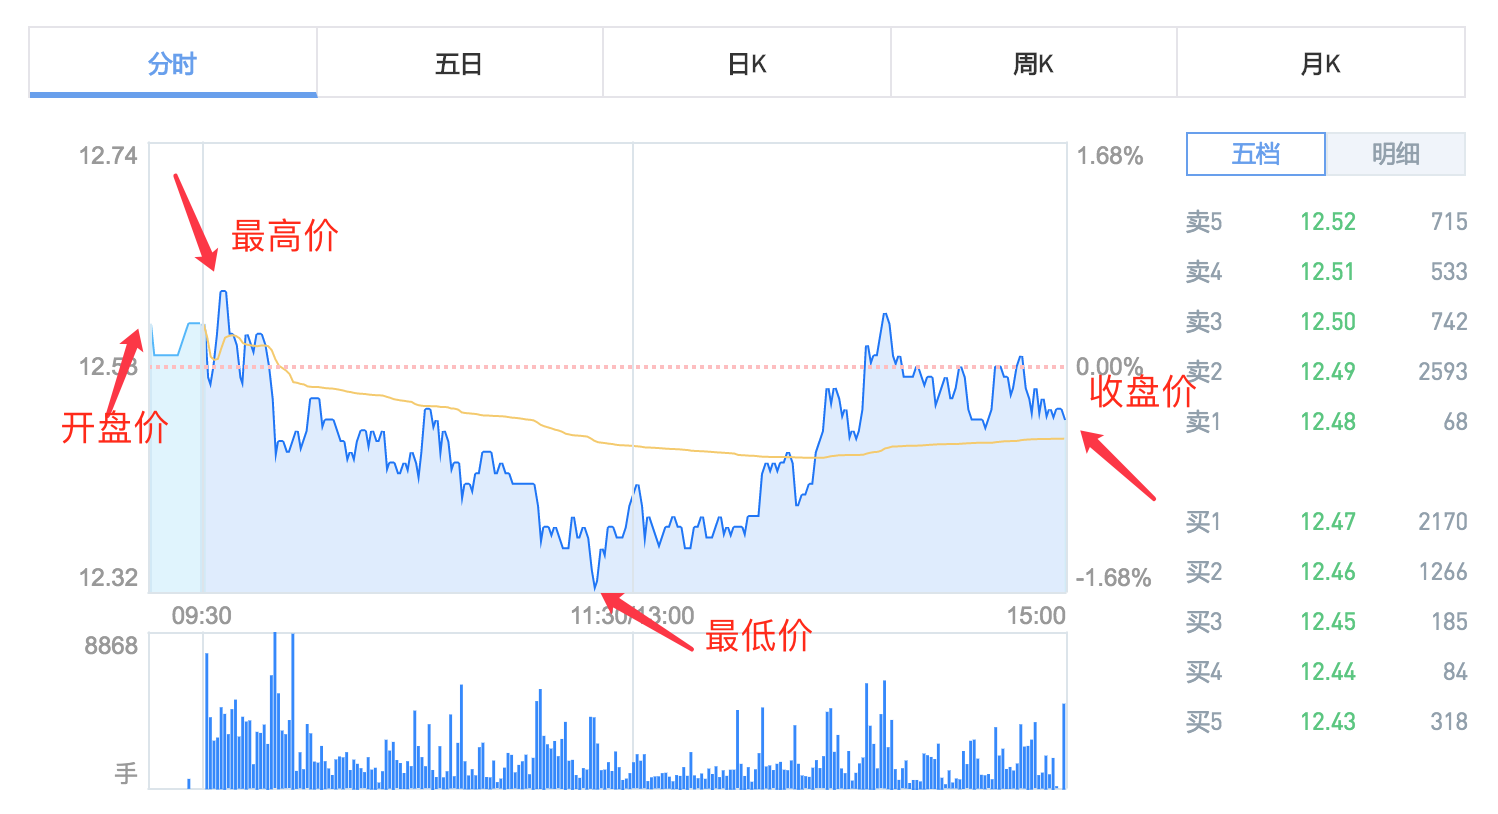 分时
五日
日K
周K
月K
12.74
1.68%
五档
明细
最高价
卖5 12.52 715
卖4 12.51 533
卖3 12.50 742
12.53
0.00%
卖2 12.49 2593
收盘价
开盘价
卖1 12.48 68
买1 12.47 2170
12.32
-1.68%
买2 12.46 1266
09:30
11:30/13:00
15:00
最低价
买3 12.45 185
8868
买4 12.44 84
买5 12.43 318
手